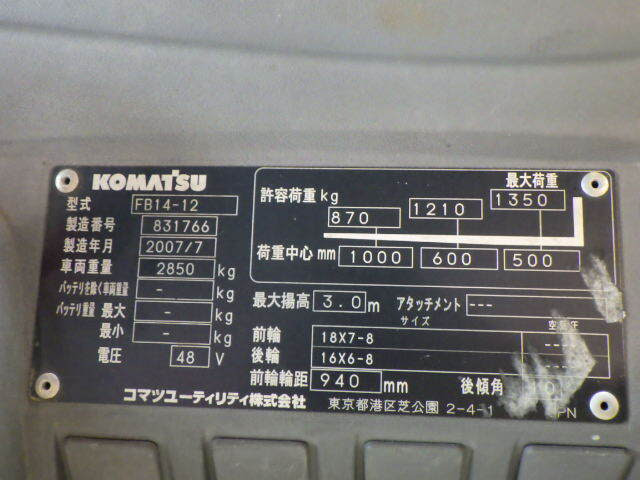 KOMATSU
型式 FB14-12
製造番号 831766
製造年月 2007/7
車両重量 2850 kg
バッテリを除く車両重量 - kg
バッテリ重量 最大 - kg
最小 - kg
電圧 48 V
許容荷重 kg
最大荷重
870 1210 1350
荷重中心 mm 1000 600 500
最大揚高 3.0 m アタッチメント ---
サイズ 空気圧
前輪 18X7-8 ---
後輪 16X6-8 ---
前輪輪距 940 mm 後傾角
コマツユーティリティ株式会社 東京都港区芝公園 2-4-1